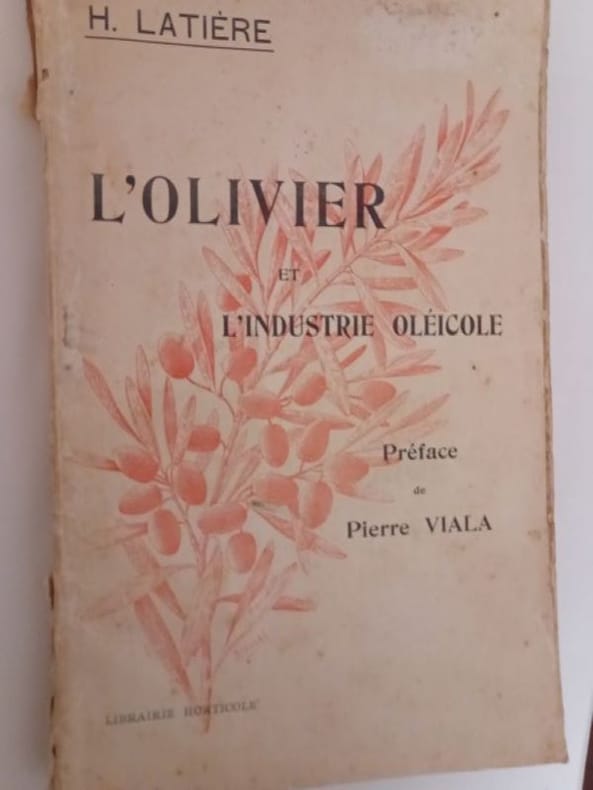 H. LATIÈRE
L'OLIVIER
ET
L'INDUSTRIE OLÉICOLE
Préface
de
Pierre VIALA
LIBRAIRIE HORTICOLE